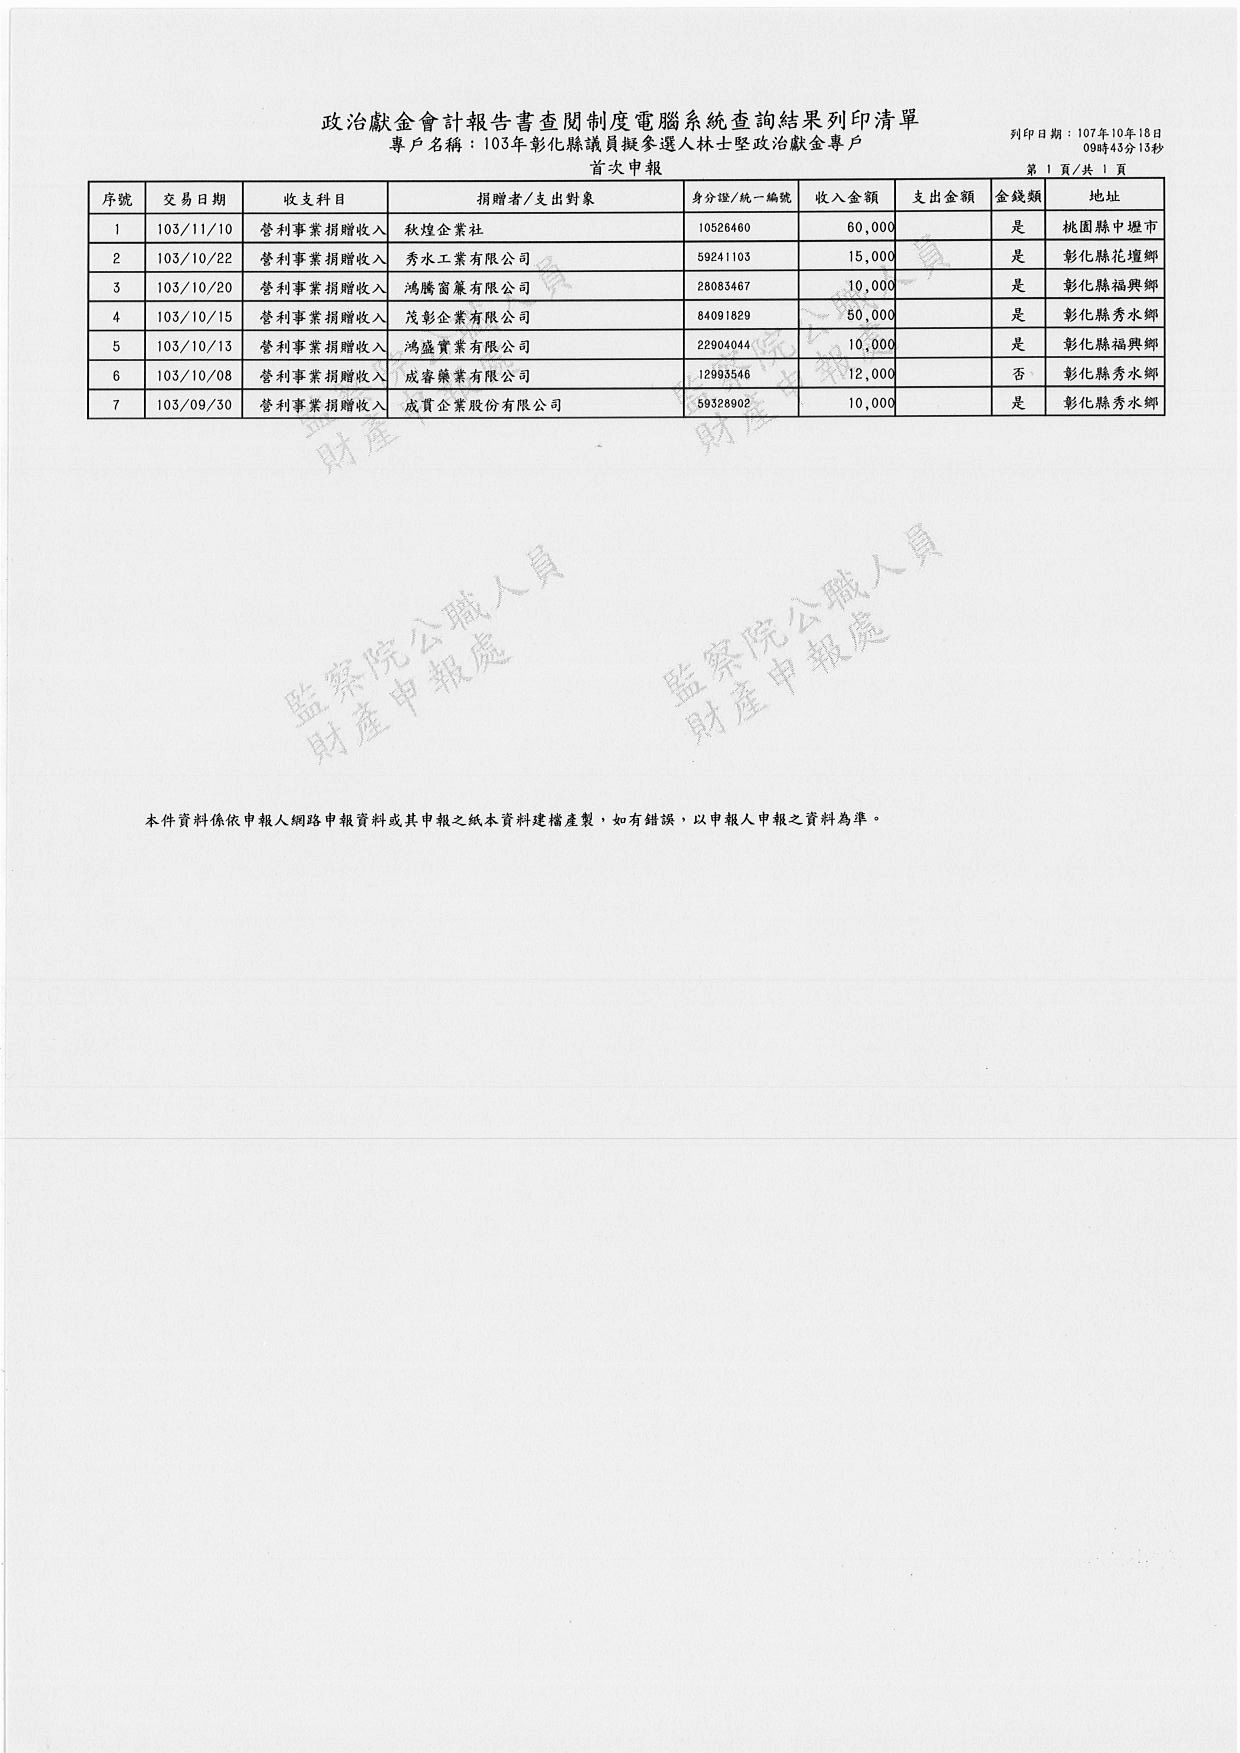 政治獻金會計報告書查閱制度電腦系統查詢結果列印清單
專戶名稱：103年彰化縣議員擬參選人林士堅政治獻金專戶
首次申報
列印日期：107年10年18日
09時43分13秒
第 1 頁/共 1 頁
序號 交易日期 收支科目 捐贈者/支出對象 身分證/統一編號 收入金額 支出金額 金錢類 地址
1 103/11/10 營利事業捐贈收入 秋煌企業社 10526460 60,000 是 桃園縣中壢市
2 103/10/22 營利事業捐贈收入 秀水工業有限公司 59241103 15,000 是 彰化縣花壇鄉
3 103/10/20 營利事業捐贈收入 鴻騰窗簾有限公司 28083467 10,000 是 彰化縣福興鄉
4 103/10/15 營利事業捐贈收入 茂彰企業有限公司 84091829 50,000 是 彰化縣秀水鄉
5 103/10/13 營利事業捐贈收入 鴻盛實業有限公司 22904044 10,000 是 彰化縣福興鄉
6 103/10/08 營利事業捐贈收入 成睿藥業有限公司 12993546 12,000 否 彰化縣秀水鄉
7 103/09/30 營利事業捐贈收入 成貫企業股份有限公司 59328902 10,000 是 彰化縣秀水鄉
監察院公職人員
財產申報處
監察院公職人員
財產申報處
監察院公職人員
財產申報處
監察院公職人員
財產申報處
本件資料係依申報人網路申報資料或其申報之紙本資料建檔產製，如有錯誤，以申報人申報之資料為準。